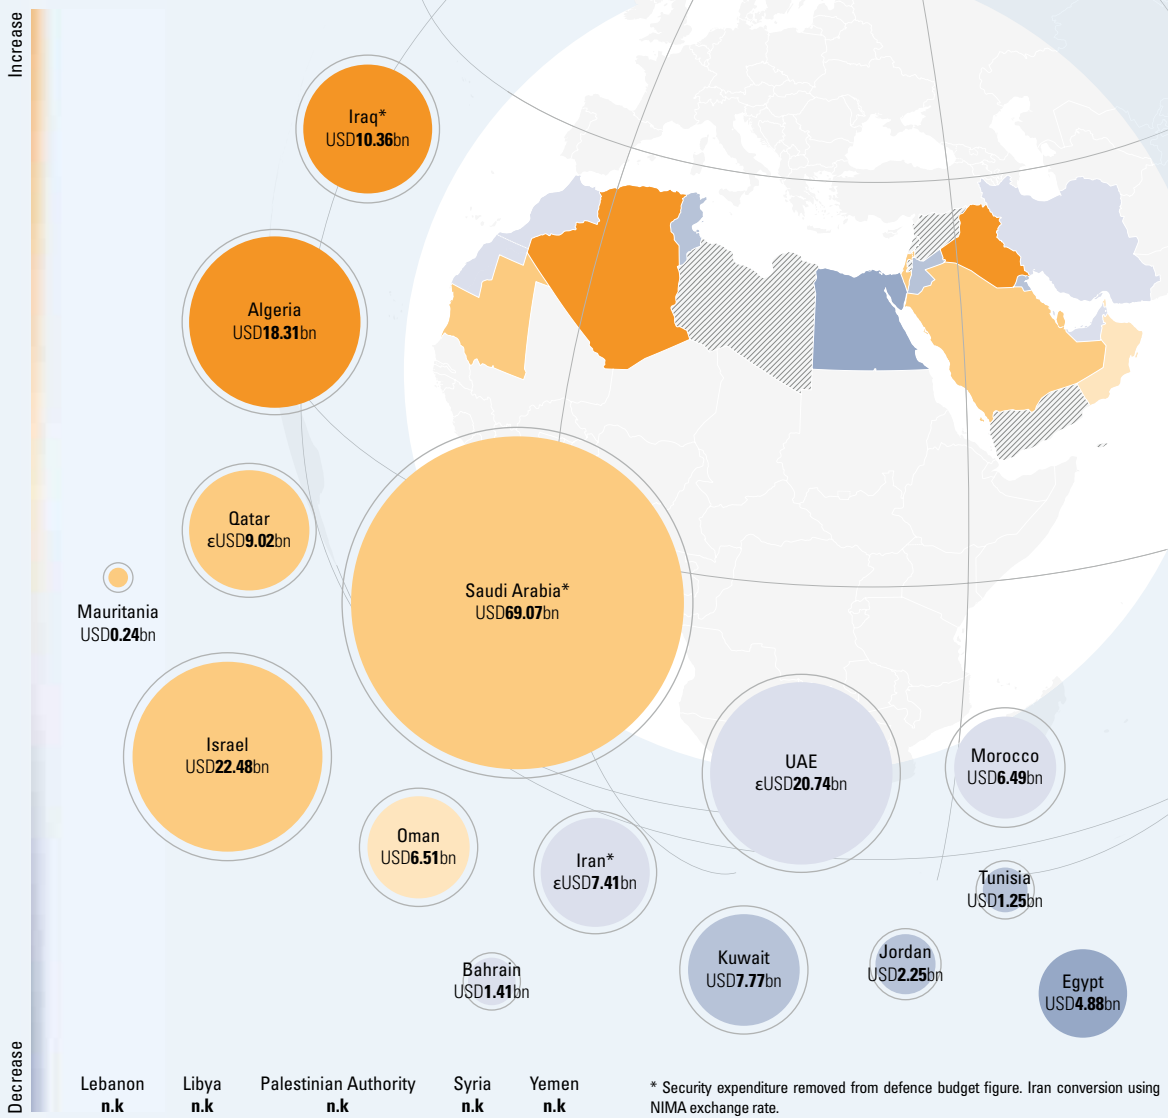 Increase
Iraq*
USD10.36bn
Algeria
USD18.31bn
Qatar
εUSD9.02bn
Saudi Arabia*
USD69.07bn
Mauritania
USD0.24bn
Israel
USD22.48bn
UAE
εUSD20.74bn
Morocco
USD6.49bn
Oman
USD6.51bn
Iran*
εUSD7.41bn
Tunisia
USD1.25bn
Bahrain
USD1.41bn
Kuwait
USD7.77bn
Jordan
USD2.25bn
Egypt
USD4.88bn
Decrease
Lebanon
n.k
Libya
n.k
Palestinian Authority
n.k
Syria
n.k
Yemen
n.k
* Security expenditure removed from defence budget figure. Iran conversion using
NIMA exchange rate.